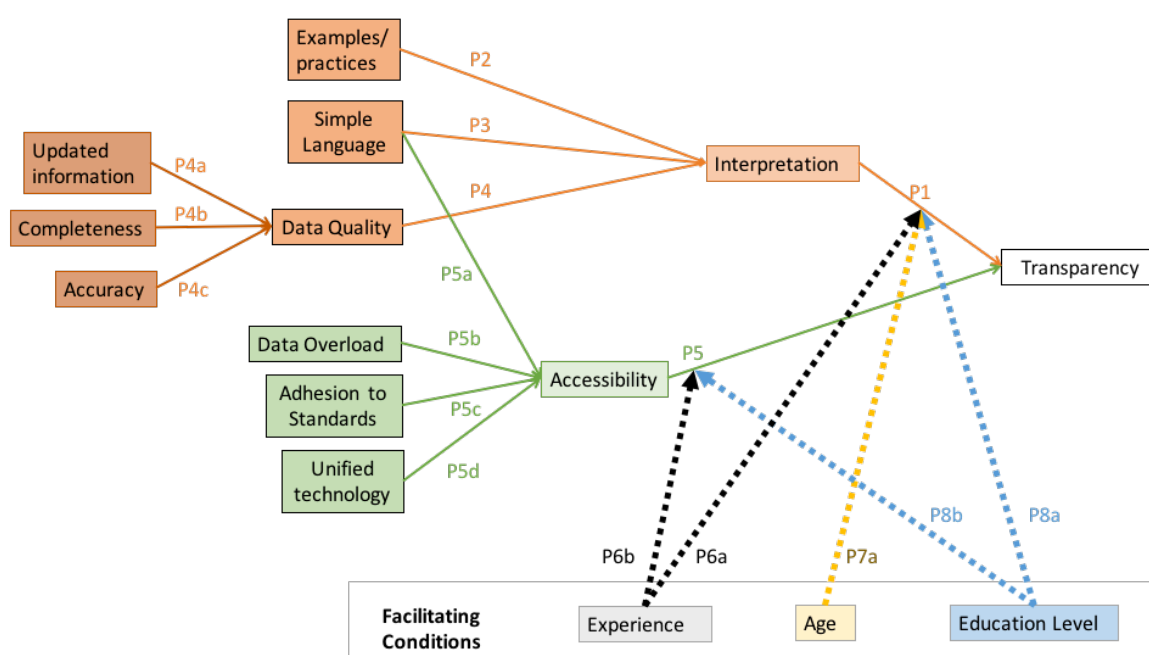 Examples/
practices
P2
Simple
Language
P3
Updated
information
P4a
Interpretation
P1
P4
Completeness
P4b
Data Quality
P5a
Transparency
Accuracy
P4c
Data Overload
P5b
P5
Accessibility
Adhesion to
Standards
P5c
Unified
technology
P5d
P8b
P8a
P6b
P6a
P7a
Facilitating
Conditions
Experience
Age
Education Level